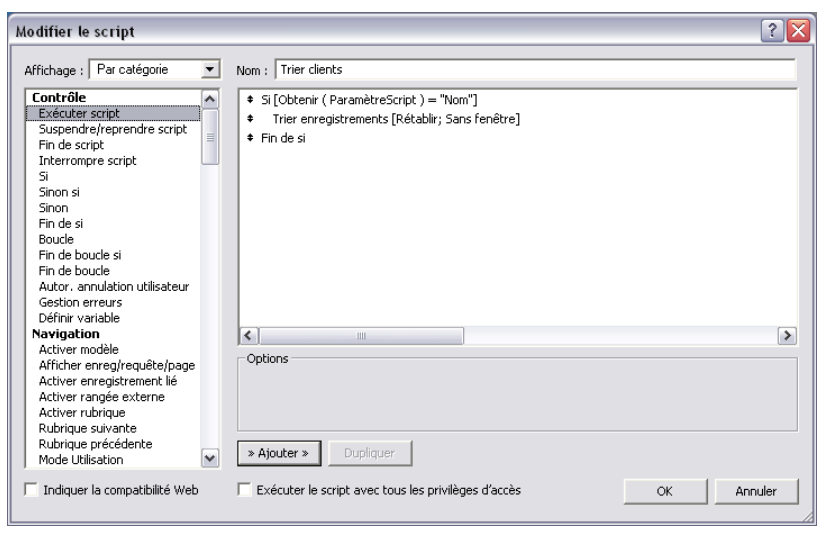 Modifier le script
Affichage : Par catégorie
Nom : Trier clients
Contrôle
Exécuter script
Suspendre/reprendre script
Fin de script
Interrompre script
Si
Sinon si
Sinon
Fin de si
Boucle
Fin de boucle si
Fin de boucle
Autor. annulation utilisateur
Gestion erreurs
Définir variable
Navigation
Activer modèle
Afficher enreg/requête/page
Activer enregistrement lié
Activer rangée externe
Activer rubrique
Rubrique suivante
Rubrique précédente
Mode Utilisation
Si [Obtenir ( ParamètreScript ) = "Nom"]
Trier enregistrements [Rétablir; Sans fenêtre]
Fin de si
Options
» Ajouter »
Dupliquer
Indiquer la compatibilité Web
Exécuter le script avec tous les privilèges d'accès
OK
Annuler